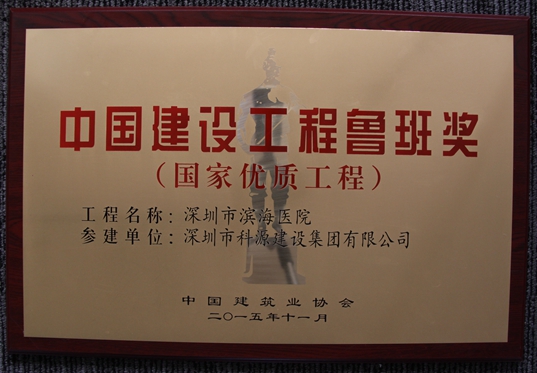 中国建设工程鲁班奖
（国家优质工程）
工程名称：深圳市滨海医院
参建单位：深圳市科源建设集团有限公司
中国建筑业协会
二〇一五年十一月